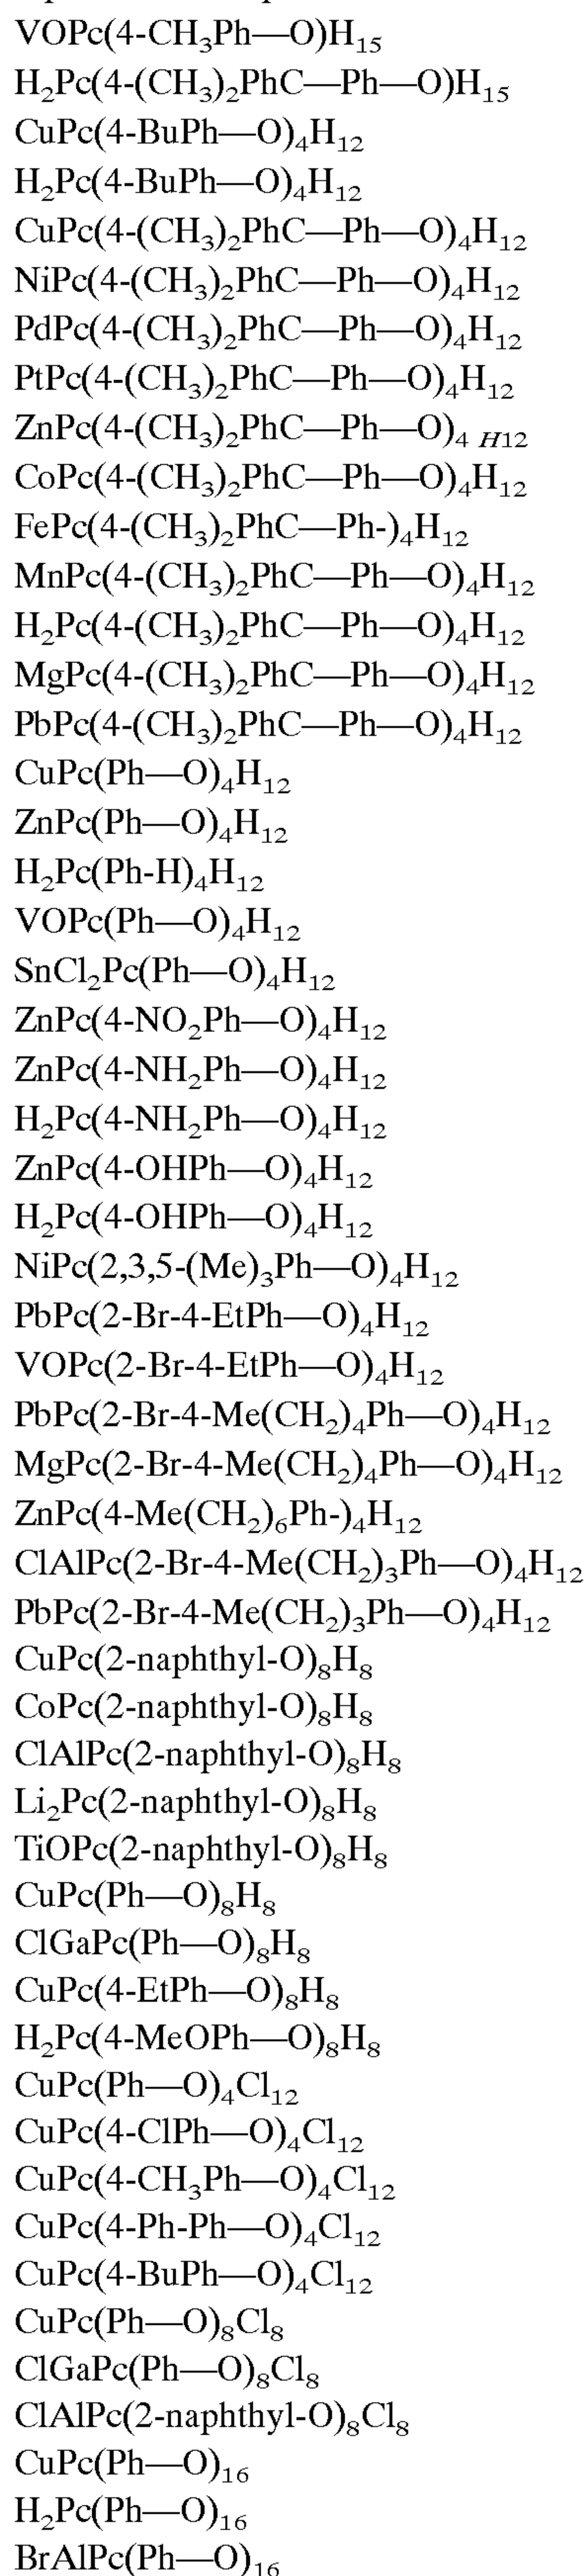 VOPc(4-CH₃Ph—O)H₁₅
H₂Pc(4-(CH₃)₂PhC—Ph—O)H₁₅
CuPc(4-BuPh—O)₄H₁₂
H₂Pc(4-BuPh—O)₄H₁₂
CuPc(4-(CH₃)₂PhC—Ph—O)₄H₁₂
NiPc(4-(CH₃)₂PhC—Ph—O)₄H₁₂
PdPc(4-(CH₃)₂PhC—Ph—O)₄H₁₂
PtPc(4-(CH₃)₂PhC—Ph—O)₄H₁₂
ZnPc(4-(CH₃)₂PhC—Ph—O)₄ H12
CoPc(4-(CH₃)₂PhC—Ph—O)₄H₁₂
FePc(4-(CH₃)₂PhC—Ph-)₄H₁₂
MnPc(4-(CH₃)₂PhC—Ph—O)₄H₁₂
H₂Pc(4-(CH₃)₂PhC—Ph—O)₄H₁₂
MgPc(4-(CH₃)₂PhC—Ph—O)₄H₁₂
PbPc(4-(CH₃)₂PhC—Ph—O)₄H₁₂
CuPc(Ph—O)₄H₁₂
ZnPc(Ph—O)₄H₁₂
H₂Pc(Ph-H)₄H₁₂
VOPc(Ph—O)₄H₁₂
SnCl₂Pc(Ph—O)₄H₁₂
ZnPc(4-NO₂Ph—O)₄H₁₂
ZnPc(4-NH₂Ph—O)₄H₁₂
H₂Pc(4-NH₂Ph—O)₄H₁₂
ZnPc(4-OHPh—O)₄H₁₂
H₂Pc(4-OHPh—O)₄H₁₂
NiPc(2,3,5-(Me)₃Ph—O)₄H₁₂
PbPc(2-Br-4-EtPh—O)₄H₁₂
VOPc(2-Br-4-EtPh—O)₄H₁₂
PbPc(2-Br-4-Me(CH₂)₄Ph—O)₄H₁₂
MgPc(2-Br-4-Me(CH₂)₄Ph—O)₄H₁₂
ZnPc(4-Me(CH₂)₆Ph-)₄H₁₂
ClAlPc(2-Br-4-Me(CH₂)₃Ph—O)₄H₁₂
PbPc(2-Br-4-Me(CH₂)₃Ph—O)₄H₁₂
CuPc(2-naphthyl-O)₈H₈
CoPc(2-naphthyl-O)₈H₈
ClAlPc(2-naphthyl-O)₈H₈
Li₂Pc(2-naphthyl-O)₈H₈
TiOPc(2-naphthyl-O)₈H₈
CuPc(Ph—O)₈H₈
ClGaPc(Ph—O)₈H₈
CuPc(4-EtPh—O)₈H₈
H₂Pc(4-MeOPh—O)₈H₈
CuPc(Ph—O)₄Cl₁₂
CuPc(4-ClPh—O)₄Cl₁₂
CuPc(4-CH₃Ph—O)₄Cl₁₂
CuPc(4-Ph-Ph—O)₄Cl₁₂
CuPc(4-BuPh—O)₄Cl₁₂
CuPc(Ph—O)₈Cl₈
ClGaPc(Ph—O)₈Cl₈
ClAlPc(2-naphthyl-O)₈Cl₈
CuPc(Ph—O)₁₆
H₂Pc(Ph—O)₁₆
BrAlPc(Ph—O)₁₆